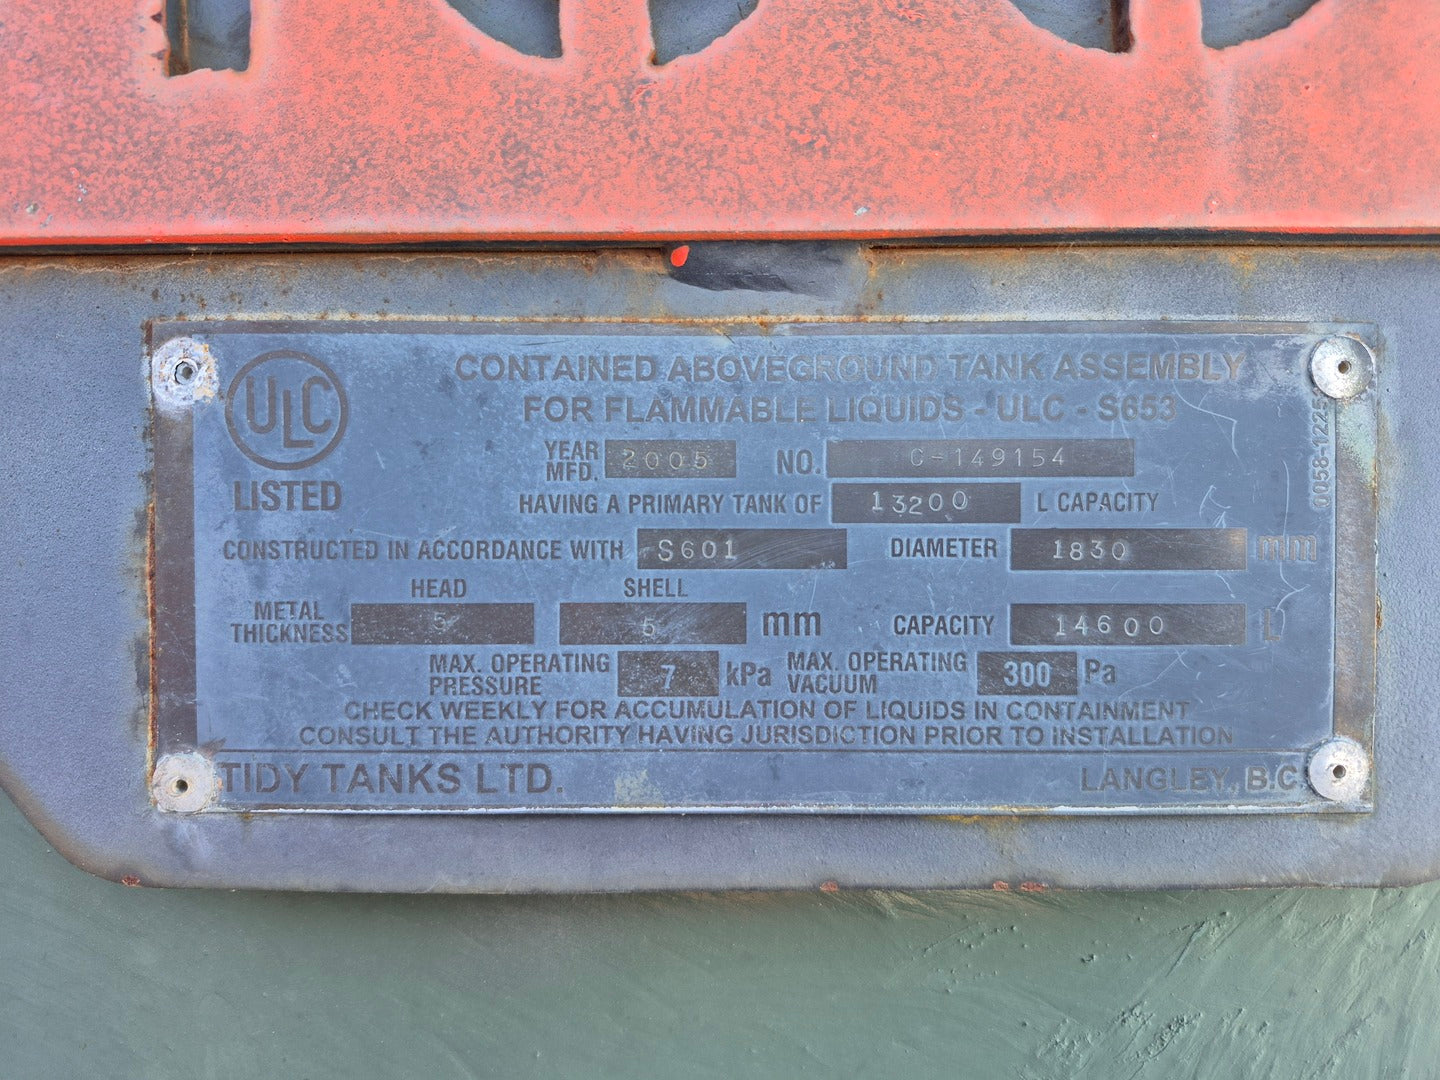 ULC
LISTED
CONTAINED ABOVEGROUND TANK ASSEMBLY
FOR FLAMMABLE LIQUIDS - ULC - S653
YEAR MFD. 2005 NO. C-149154
HAVING A PRIMARY TANK OF 13200 L CAPACITY
CONSTRUCTED IN ACCORDANCE WITH S601 DIAMETER 1830 mm
HEAD SHELL
METAL THICKNESS 5 5 mm CAPACITY 14600 L
MAX. OPERATING PRESSURE 7 kPa MAX. OPERATING VACUUM 300 Pa
CHECK WEEKLY FOR ACCUMULATION OF LIQUIDS IN CONTAINMENT
CONSULT THE AUTHORITY HAVING JURISDICTION PRIOR TO INSTALLATION
TIDY TANKS LTD. LANGLEY, B.C.